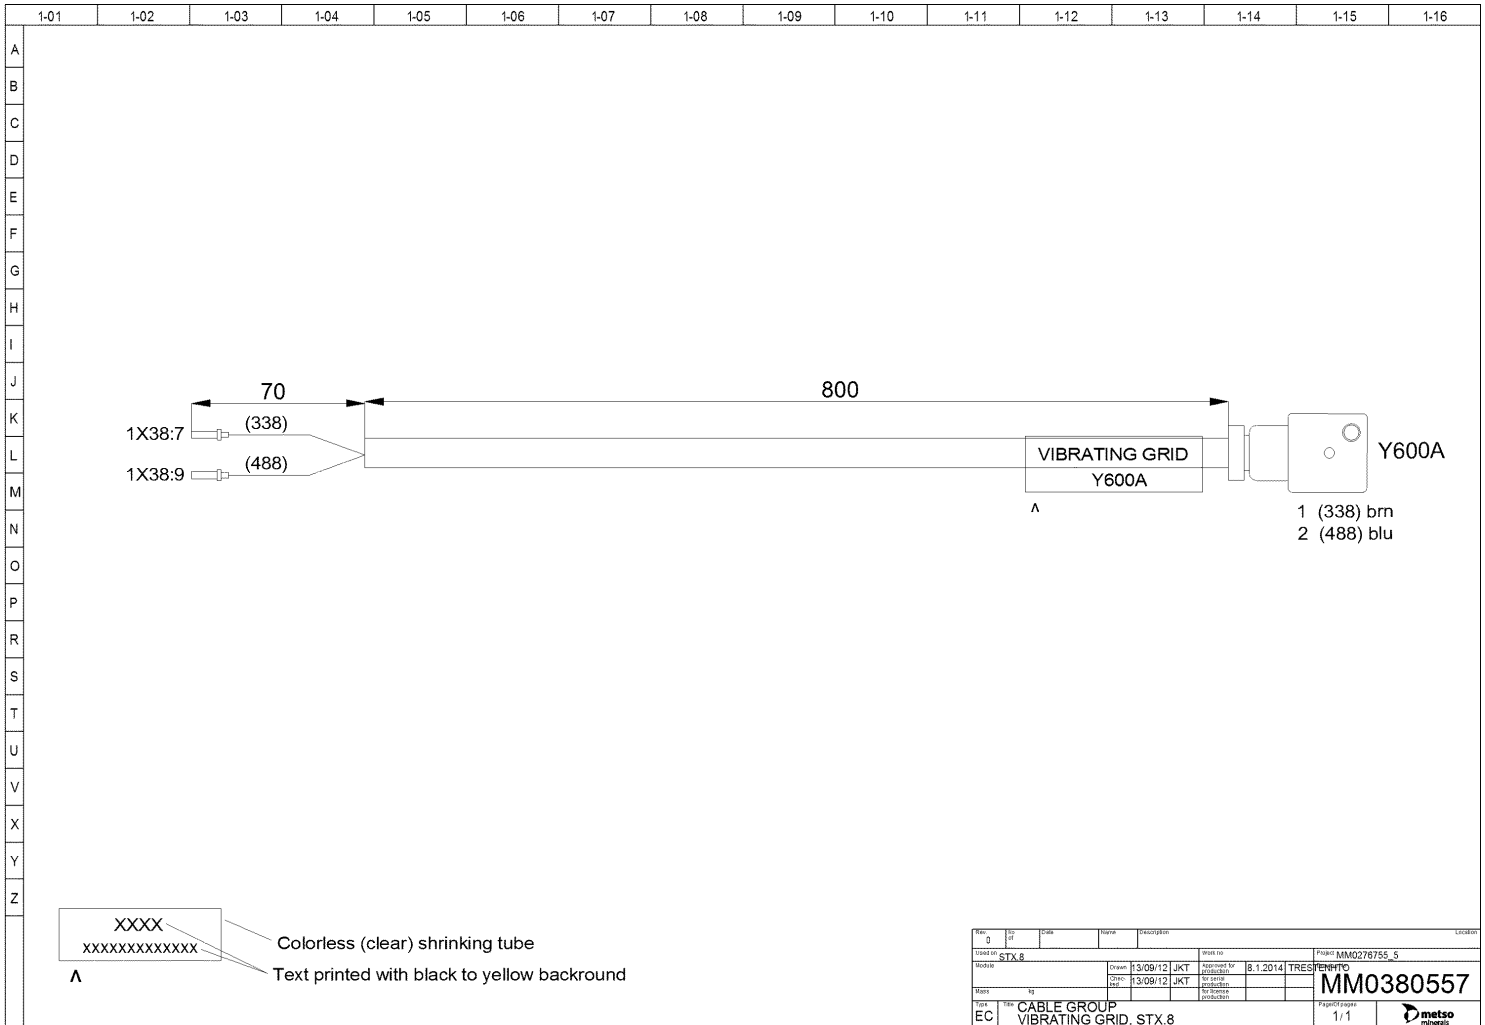 1-01 1-02 1-03 1-04 1-05 1-06 1-07 1-08 1-09 1-10 1-11 1-12 1-13 1-14 1-15 1-16
A
B
C
D
E
F
G
H
I
J
K
L
M
N
O
P
R
S
T
U
V
X
Y
Z
70 800
1X38:7 (338)
1X38:9 (488)
VIBRATING GRID
Y600A
Y600A
Λ
1 (338) brn
2 (488) blu
XXXX
XXXXXXXXXXXXX
Λ
Colorless (clear) shrinking tube
Text printed with black to yellow backround
Rev. No of Date Name Description Location
0
Used on STX.8 Work no Project MM0276755_5
Module Drawn 13/09/12 JKT Approved for production 8.1.2014 TRESTENHTO
Chec-ked 13/09/12 JKT for serial production
MM0380557
Mass kg for license production
Type Title CABLE GROUP Page/Of pages
EC VIBRATING GRID, STX.8 1/1
metso
minerals